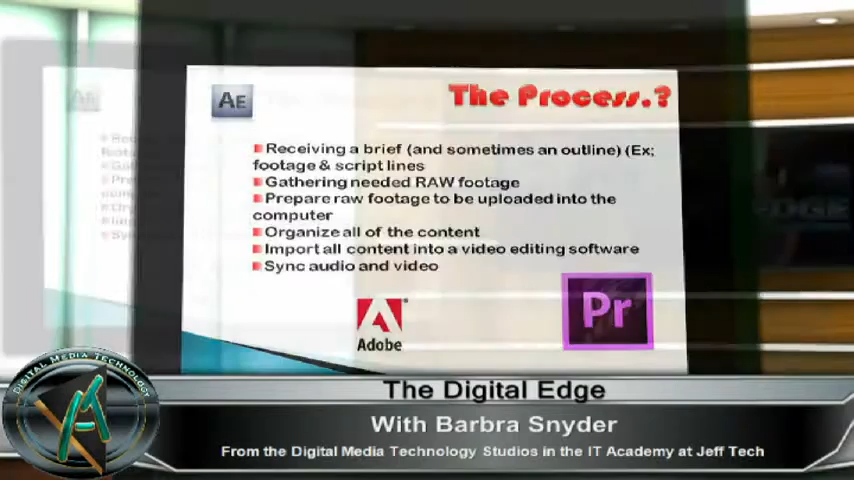 AE
The Process.?
Receiving a brief (and sometimes an outline) (Ex;
footage & script lines
Gathering needed RAW footage
Prepare raw footage to be uploaded into the
computer
Organize all of the content
Import all content into a video editing software
Sync audio and video
Adobe
Pr
EDGE
DIGITAL MEDIA TECHNOLOGY
The Digital Edge
With Barbra Snyder
From the Digital Media Technology Studios in the IT Academy at Jeff Tech